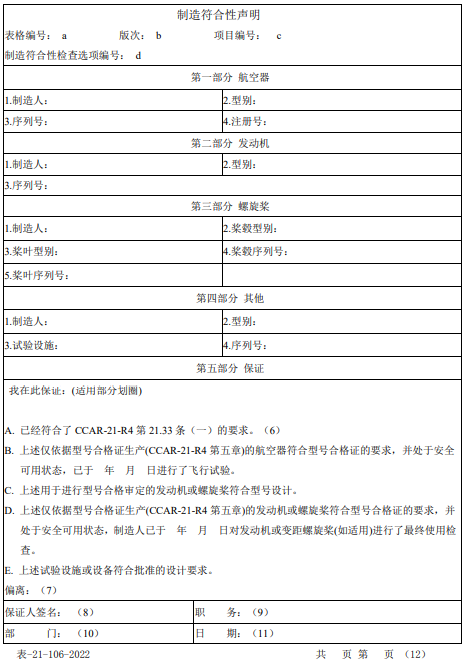 制造符合性声明
表格编号： a 版次： b 项目编号： c
制造符合性检查选项编号： d
第一部分 航空器
1.制造人： 2.型别：
3.序列号： 4.注册号：
第二部分 发动机
1.制造人： 2.型别：
3.序列号：
第三部分 螺旋桨
1.制造人： 2.桨毂型别：
3.桨叶型别： 4.桨毂序列号：
5.桨叶序列号：
第四部分 其他
1.制造人： 2.型别：
3.试验设施： 4.序列号：
第五部分 保证
我在此保证：(适用部分划圈)
A. 已经符合了 CCAR-21-R4 第 21.33 条（一）的要求。（6）
B. 上述仅依据型号合格证生产(CCAR-21-R4 第五章)的航空器符合型号合格证的要求，并处于安全
可用状态，已于 年 月 日进行了飞行试验。
C. 上述用于进行型号合格审定的发动机或螺旋桨符合型号设计。
D. 上述仅依据型号合格证生产(CCAR-21-R4 第五章)的发动机或螺旋桨符合型号合格证的要求，并
处于安全可用状态，制造人已于 年 月 日对发动机或变距螺旋桨(如适用)进行了最终使用检
查。
E. 上述试验设施或设备符合批准的设计要求。
偏离：（7）
保证人签名：（8） 职 务：（9）
部 门：（10） 日 期：（11）
表-21-106-2022 共 页 第 页 （12）